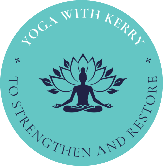 YOGA WITH KERRY
* TO STRENGTHEN AND RESTORE *